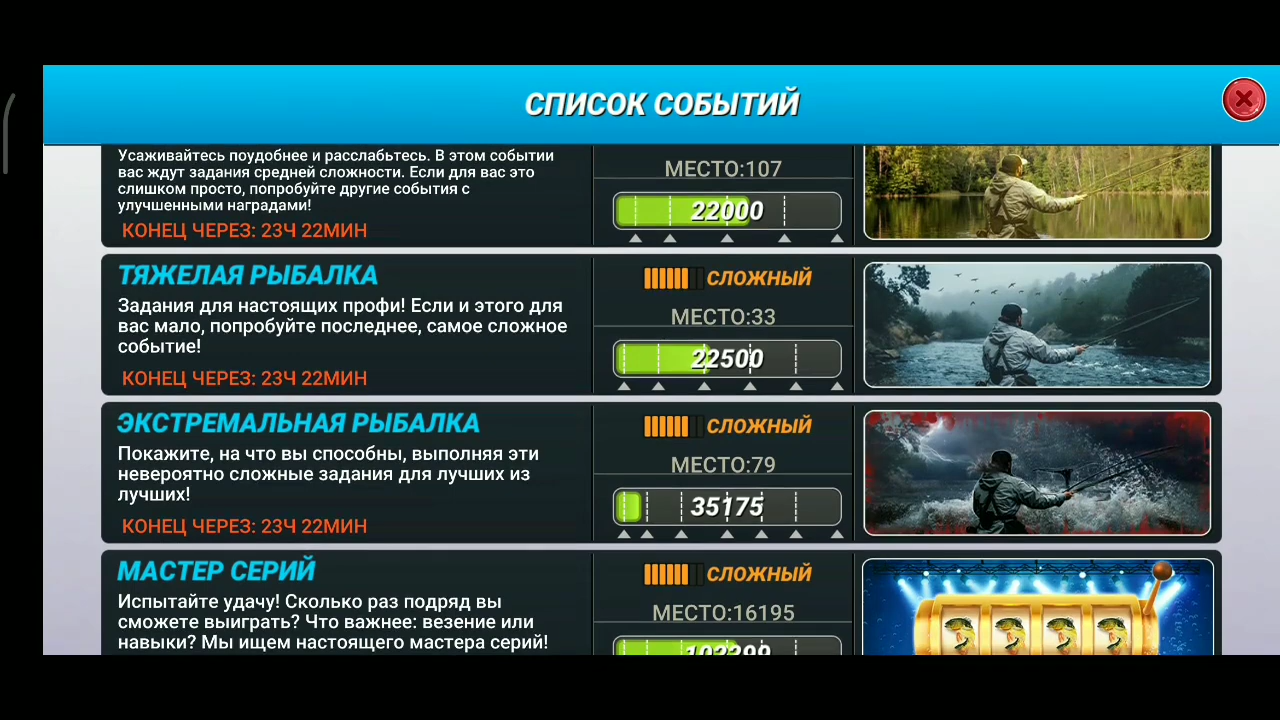 СПИСОК СОБЫТИЙ
Усаживайтесь поудобнее и расслабьтесь. В этом событии
вас ждут задания средней сложности. Если для вас это
слишком просто, попробуйте другие события с
улучшенными наградами!
КОНЕЦ ЧЕРЕЗ: 23Ч 22МИН
МЕСТО:107
22000
ТЯЖЕЛАЯ РЫБАЛКА
Задания для настоящих профи! Если и этого для
вас мало, попробуйте последнее, самое сложное
событие!
КОНЕЦ ЧЕРЕЗ: 23Ч 22МИН
СЛОЖНЫЙ
МЕСТО:33
22500
ЭКСТРЕМАЛЬНАЯ РЫБАЛКА
Покажите, на что вы способны, выполняя эти
невероятно сложные задания для лучших из
лучших!
КОНЕЦ ЧЕРЕЗ: 23Ч 22МИН
СЛОЖНЫЙ
МЕСТО:79
35175
МАСТЕР СЕРИЙ
Испытайте удачу! Сколько раз подряд вы
сможете выиграть? Что важнее: везение или
навыки? Мы ищем настоящего мастера серий!
СЛОЖНЫЙ
МЕСТО:16195